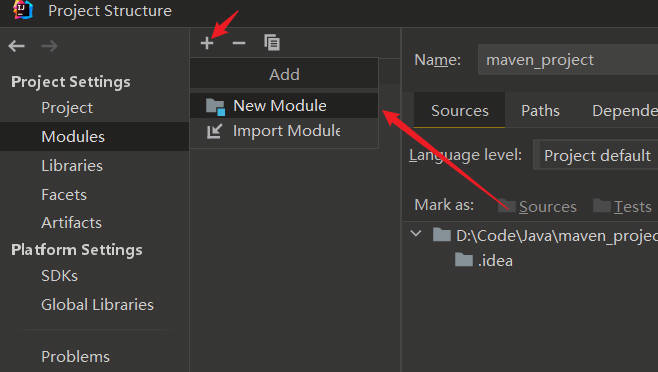 Project Structure
Project Settings
Project
Modules
Libraries
Facets
Artifacts
Platform Settings
SDKs
Global Libraries
Problems
Add
New Module
Import Module
Name: maven_project
Sources Paths Depende
Language level: Project default
Mark as: Sources Tests
D:\Code\Java\maven_projec
.idea